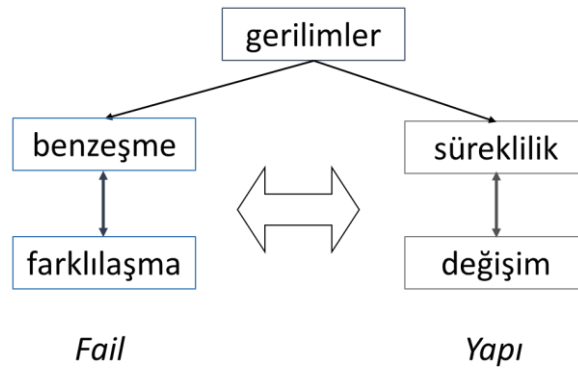 gerilimler
benzeşme
süreklilik
farklılaşma
değişim
Fail
Yapı